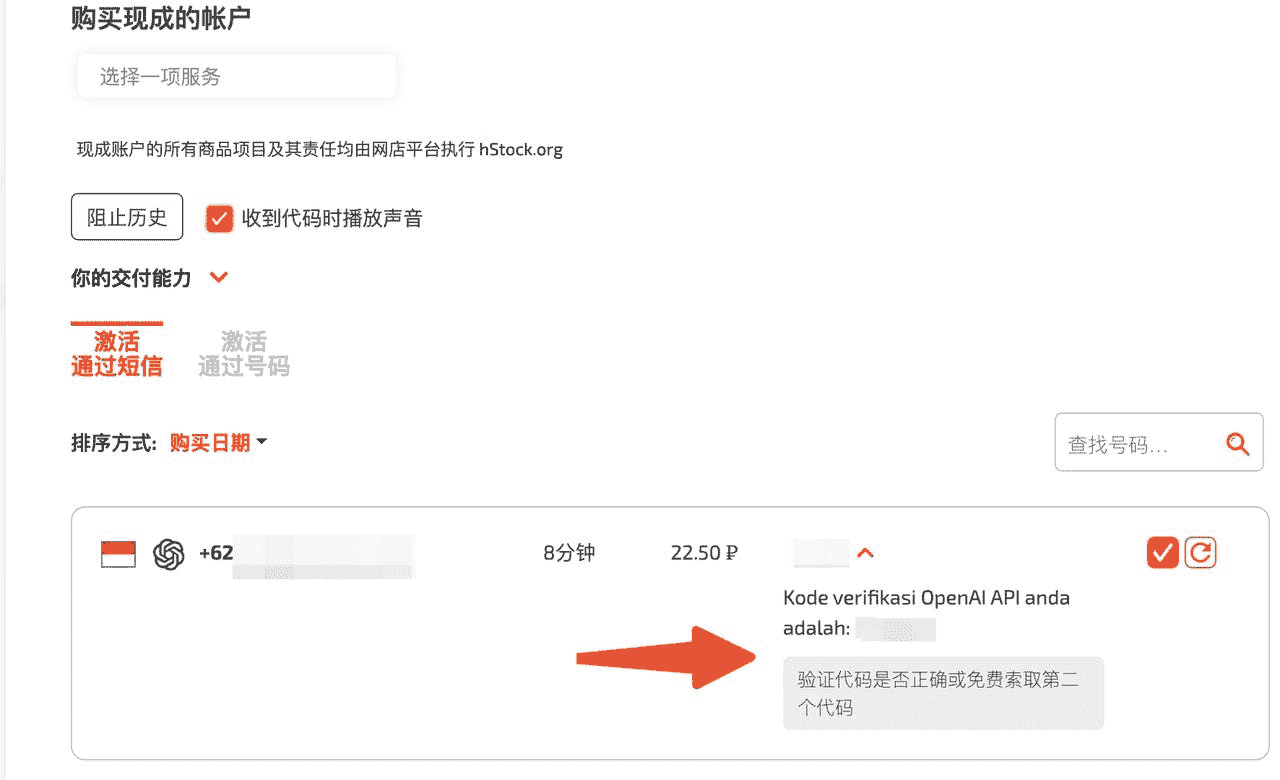 购买现成的帐户
选择一项服务
现成账户的所有商品项目及其责任均由网店平台执行 hStock.org
阻止历史
收到代码时播放声音
你的交付能力
激活
通过短信
激活
通过号码
排序方式: 购买日期
查找号码...
+62
8分钟
22.50 ₽
Kode verifikasi OpenAI API anda
adalah:
验证代码是否正确或免费索取第二
个代码